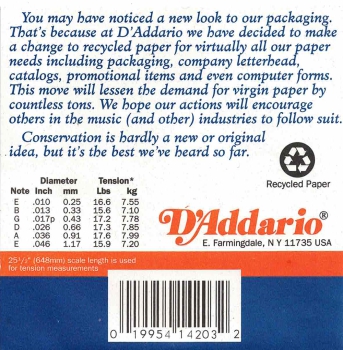 You may have noticed a new look to our packaging.
That's because at D'Addario we have decided to make
a change to recycled paper for virtually all our paper
needs including packaging, company letterhead,
catalogs, promotional items and even computer forms.
This move will lessen the demand for virgin paper by
countless tons. We hope our actions will encourage
others in the music (and other) industries to follow suit.
Conservation is hardly a new or original
idea, but it's the best we've heard so far.
Recycled Paper
Diameter Tension*
Note Inch mm Lbs kg
E .010 0.25 16.6 7.55
B .013 0.33 15.6 7.10
G .017p 0.43 17.3 7.78
D .026 0.66 17.3 7.85
A .036 0.91 17.6 7.99
E .046 1.17 15.9 7.20
D'Addario®
E. Farmingdale, N Y 11735 USA
25½" (648mm) scale length is used
for tension measurements
0 19954 14203 2